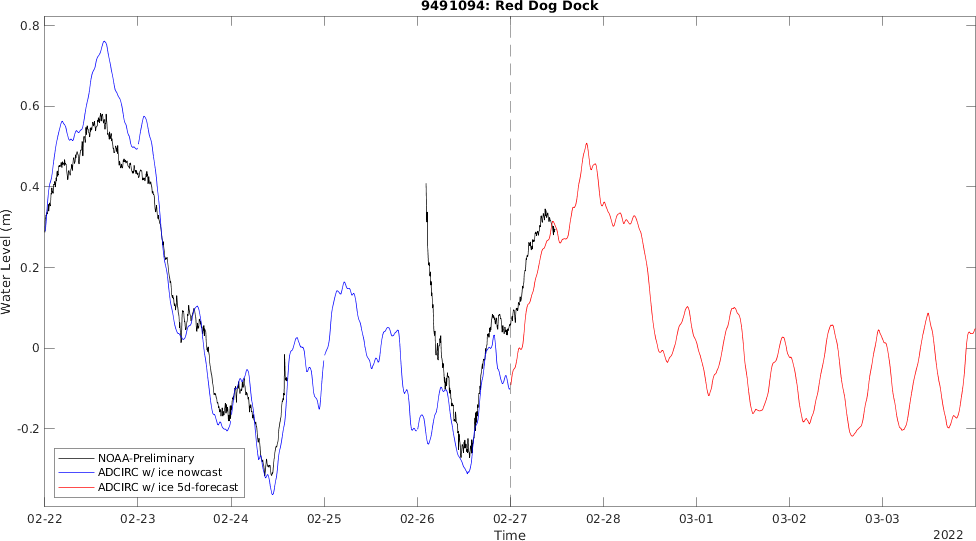 9491094: Red Dog Dock
Water Level (m)
0.8
0.6
0.4
0.2
0
-0.2
NOAA-Preliminary
ADCIRC w/ ice nowcast
ADCIRC w/ ice 5d-forecast
02-22 02-23 02-24 02-25 02-26 02-27 02-28 03-01 03-02 03-03
Time
2022